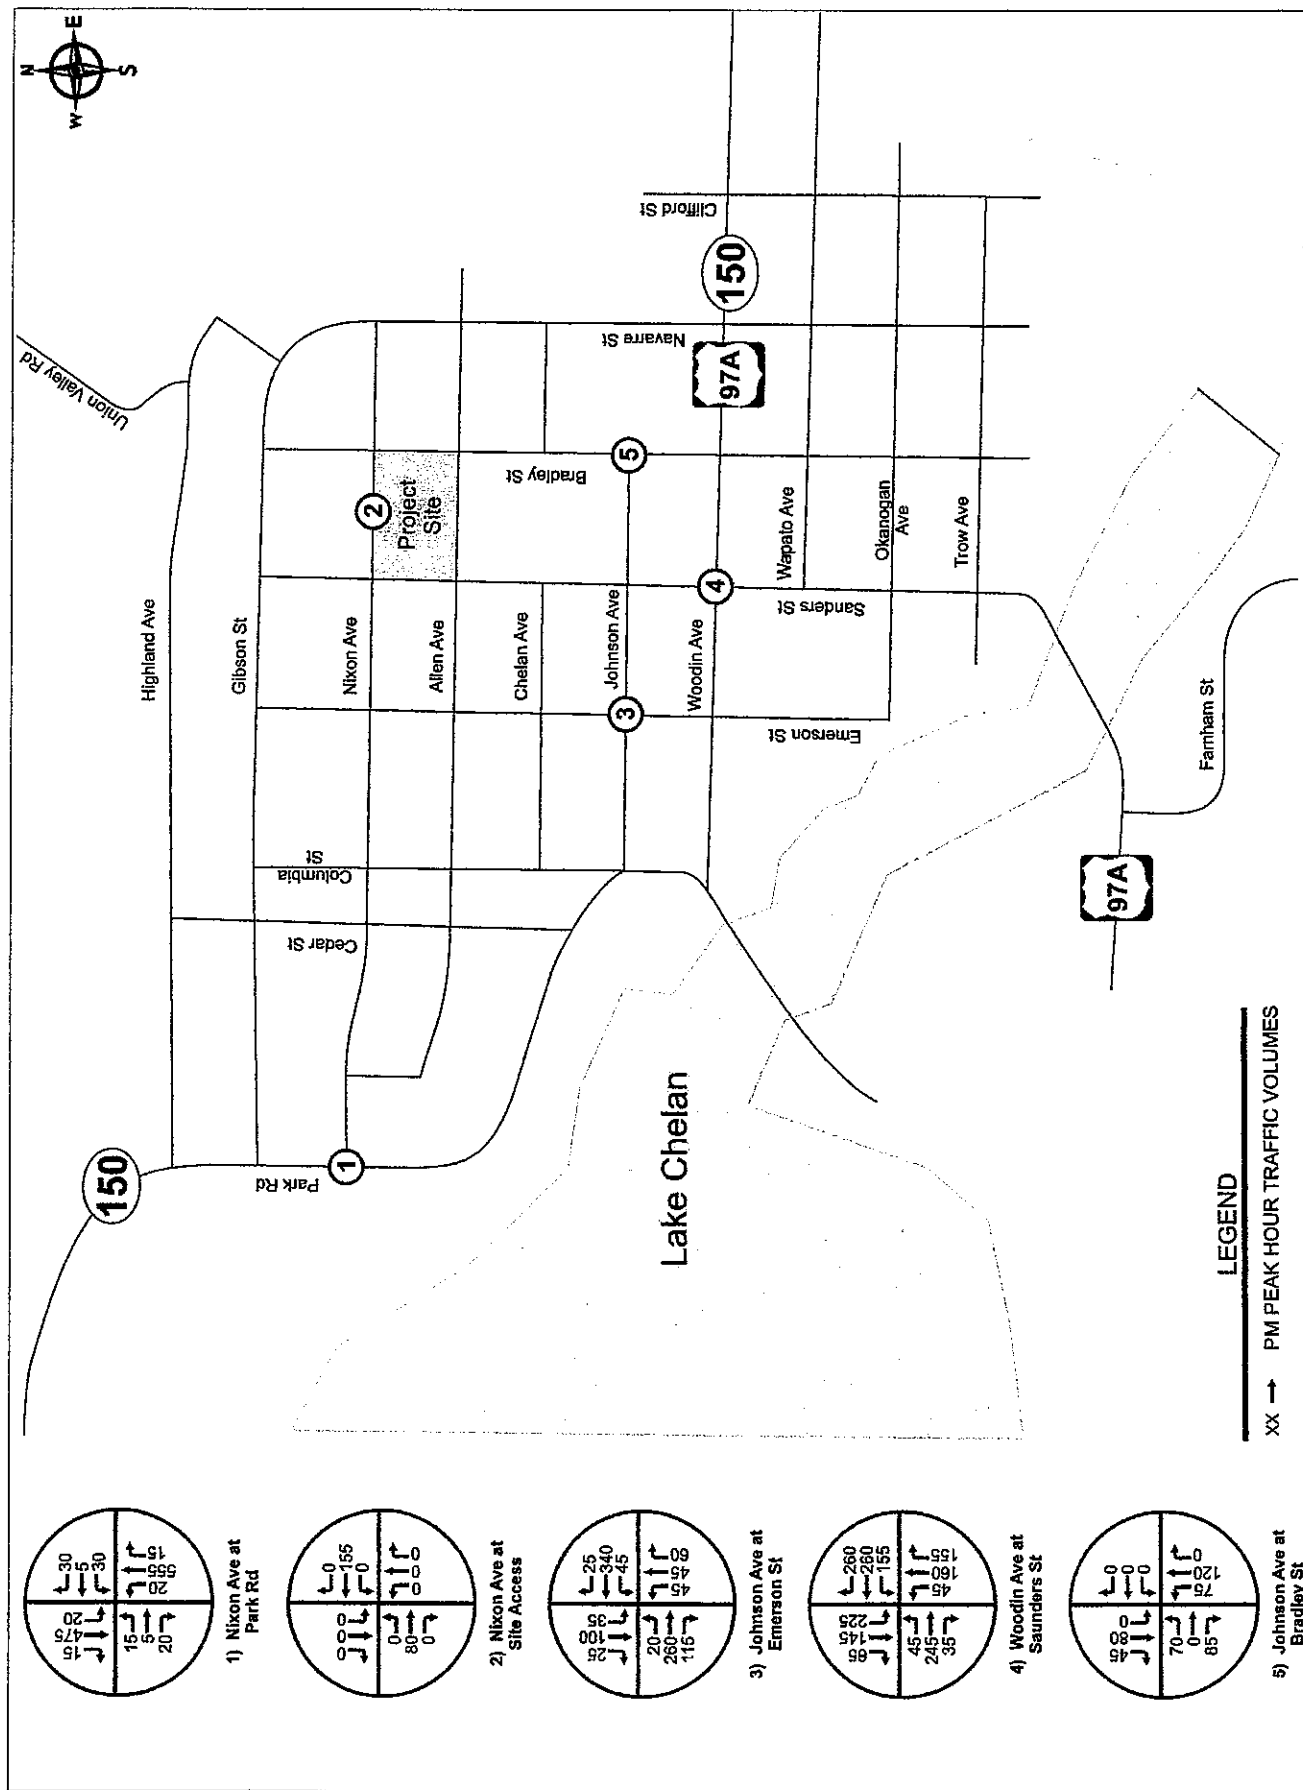 N
E
S
W
Union Valley Rd
Highland Ave
Gibson St
Nixon Ave
Allen Ave
Chelan Ave
Johnson Ave
Woodin Ave
Wapato Ave
Okanogan
Ave
Trow Ave
Park Rd
Cedar St
Columbia
St
Emerson St
Sanders St
Bradley St
Navarre St
Clifford St
Farnham St
150
150
97A
97A
1
2
3
4
5
Project
Site
Lake Chelan
15 475 20
30
5
30
15
5
20
20 555 15
1) Nixon Ave at
Park Rd
0 0 0
0
155
0
0
80
0
0 0 0
2) Nixon Ave at
Site Access
25 100 35
25
340
45
20
260
115
45 45 60
3) Johnson Ave at
Emerson St
145 225
260
260
155
45
245
35
45 160 155
4) Woodin Ave at
Saunders St
45 80 0
0
0
0
70
0
85
75 120 0
5) Johnson Ave at
Bradley St
LEGEND
XX → PM PEAK HOUR TRAFFIC VOLUMES